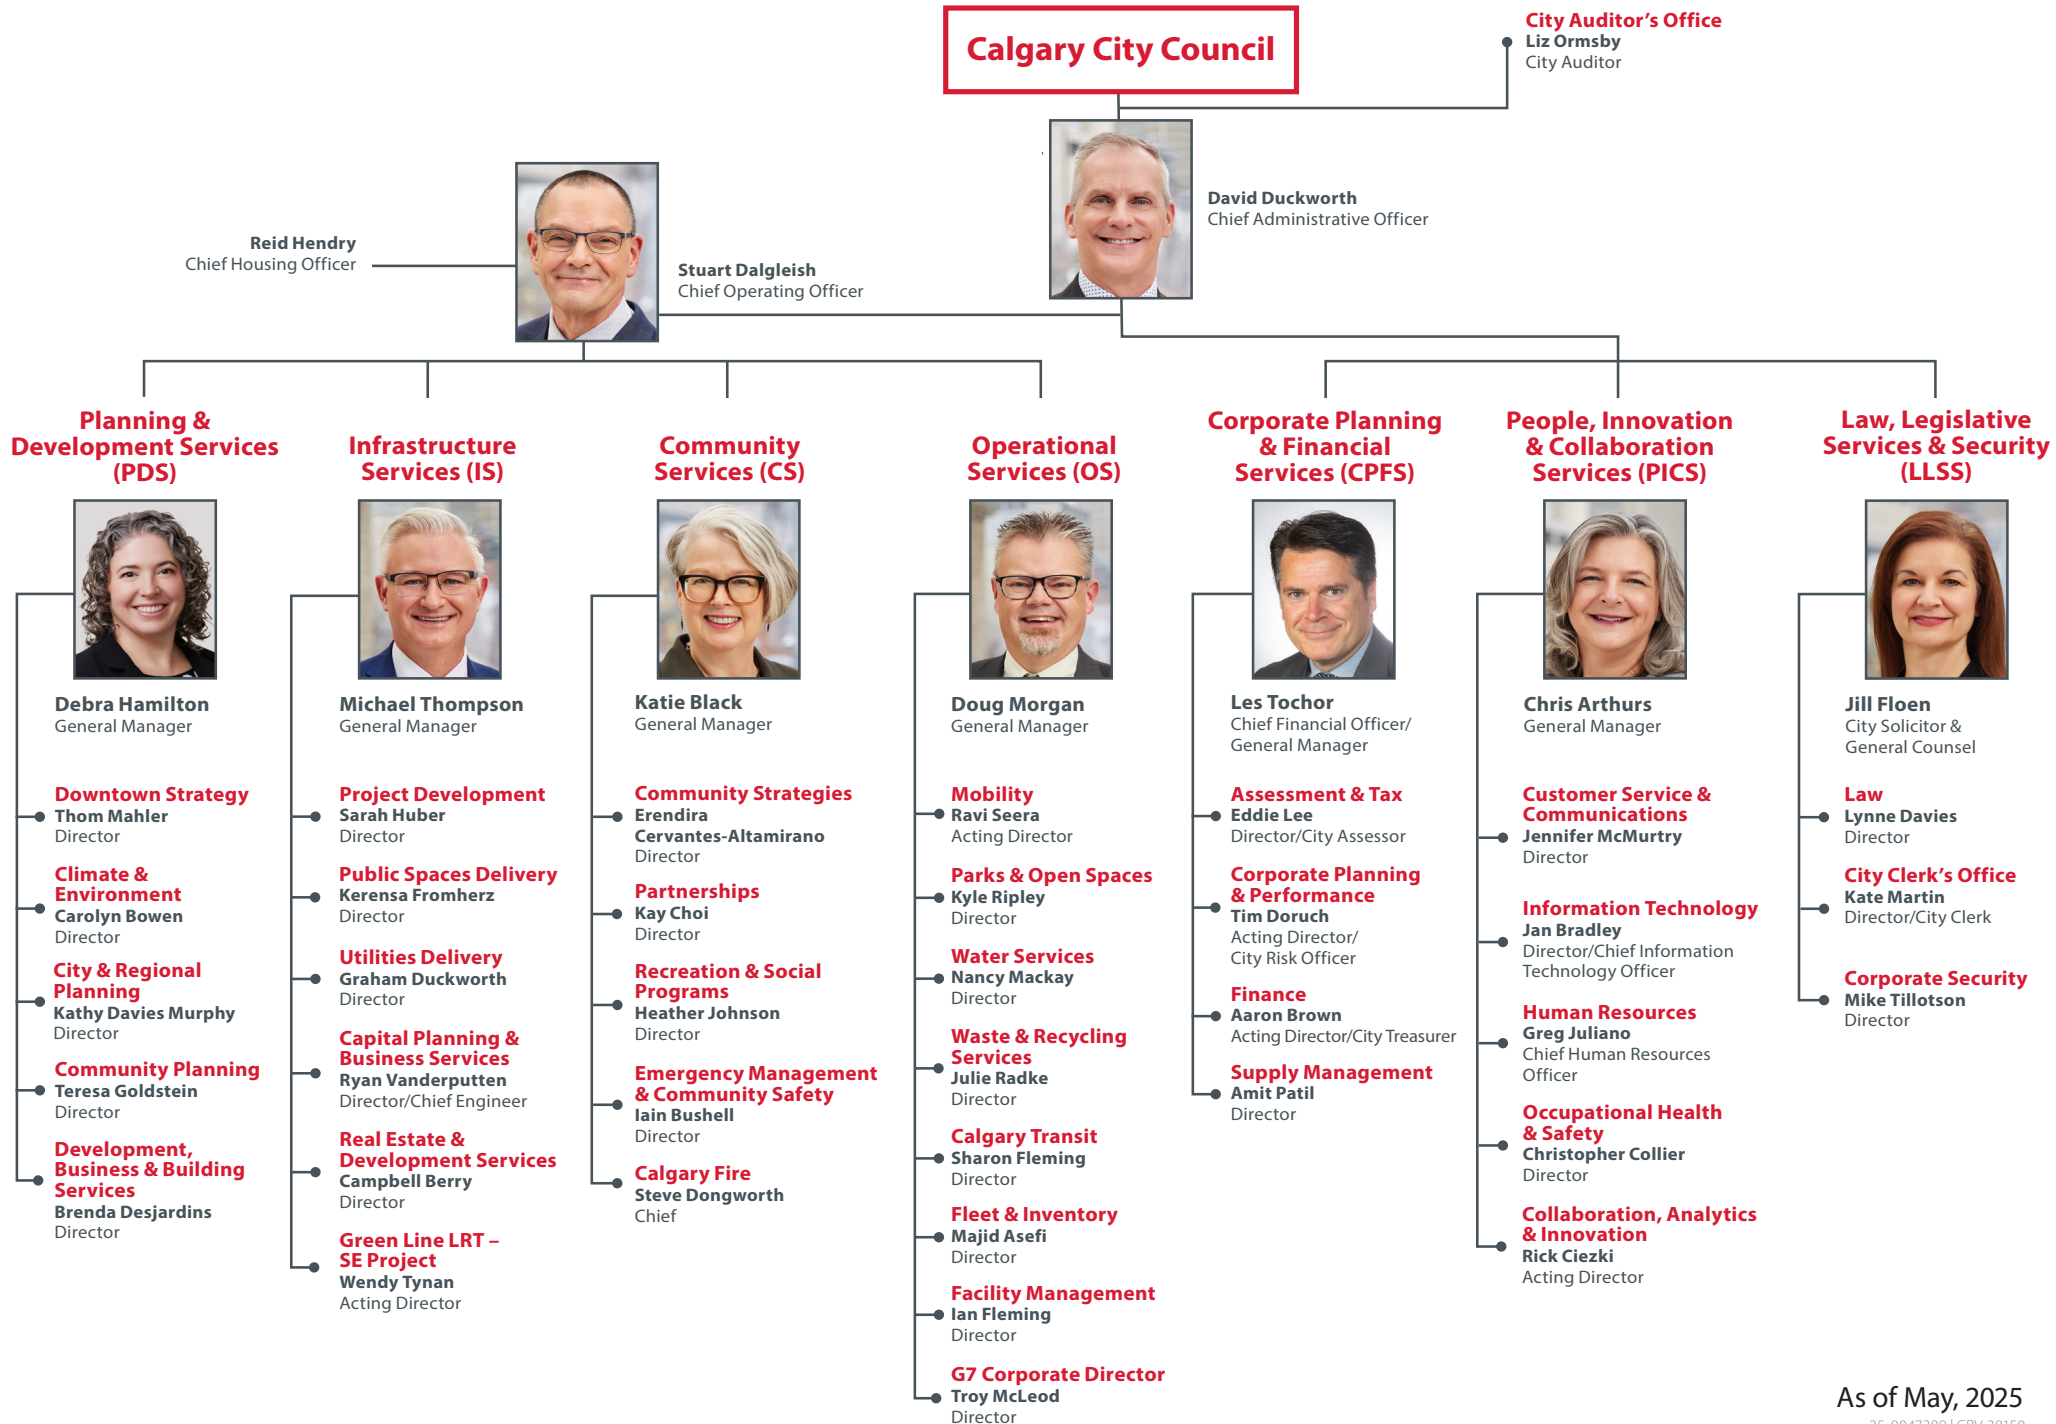 Calgary City Council
City Auditor's Office
Liz Ormsby
City Auditor
David Duckworth
Chief Administrative Officer
Reid Hendry
Chief Housing Officer
Stuart Dalgleish
Chief Operating Officer
Planning &
Development Services
(PDS)
Debra Hamilton
General Manager
Downtown Strategy
Thom Mahler
Director
Climate &
Environment
Carolyn Bowen
Director
City & Regional
Planning
Kathy Davies Murphy
Director
Community Planning
Teresa Goldstein
Director
Development,
Business & Building
Services
Brenda Desjardins
Director
Infrastructure
Services (IS)
Michael Thompson
General Manager
Project Development
Sarah Huber
Director
Public Spaces Delivery
Kerensa Fromherz
Director
Utilities Delivery
Graham Duckworth
Director
Capital Planning &
Business Services
Ryan Vanderputten
Director/Chief Engineer
Real Estate &
Development Services
Campbell Berry
Director
Green Line LRT –
SE Project
Wendy Tynan
Acting Director
Community
Services (CS)
Katie Black
General Manager
Community Strategies
Erendira
Cervantes-Altamirano
Director
Partnerships
Kay Choi
Director
Recreation & Social
Programs
Heather Johnson
Director
Emergency Management
& Community Safety
Iain Bushell
Director
Calgary Fire
Steve Dongworth
Chief
Operational
Services (OS)
Doug Morgan
General Manager
Mobility
Ravi Seera
Acting Director
Parks & Open Spaces
Kyle Ripley
Director
Water Services
Nancy Mackay
Director
Waste & Recycling
Services
Julie Radke
Director
Calgary Transit
Sharon Fleming
Director
Fleet & Inventory
Majid Asefi
Director
Facility Management
Ian Fleming
Director
G7 Corporate Director
Troy McLeod
Director
Corporate Planning
& Financial
Services (CPFS)
Les Tochor
Chief Financial Officer/
General Manager
Assessment & Tax
Eddie Lee
Director/City Assessor
Corporate Planning
& Performance
Tim Doruch
Acting Director/
City Risk Officer
Finance
Aaron Brown
Acting Director/City Treasurer
Supply Management
Amit Patil
Director
People, Innovation
& Collaboration
Services (PICS)
Chris Arthurs
General Manager
Customer Service &
Communications
Jennifer McMurtry
Director
Information Technology
Jan Bradley
Director/Chief Information
Technology Officer
Human Resources
Greg Juliano
Chief Human Resources
Officer
Occupational Health
& Safety
Christopher Collier
Director
Collaboration, Analytics
& Innovation
Rick Ciezki
Acting Director
Law, Legislative
Services & Security
(LLSS)
Jill Floen
City Solicitor &
General Counsel
Law
Lynne Davies
Director
City Clerk's Office
Kate Martin
Director/City Clerk
Corporate Security
Mike Tillotson
Director
As of May, 2025